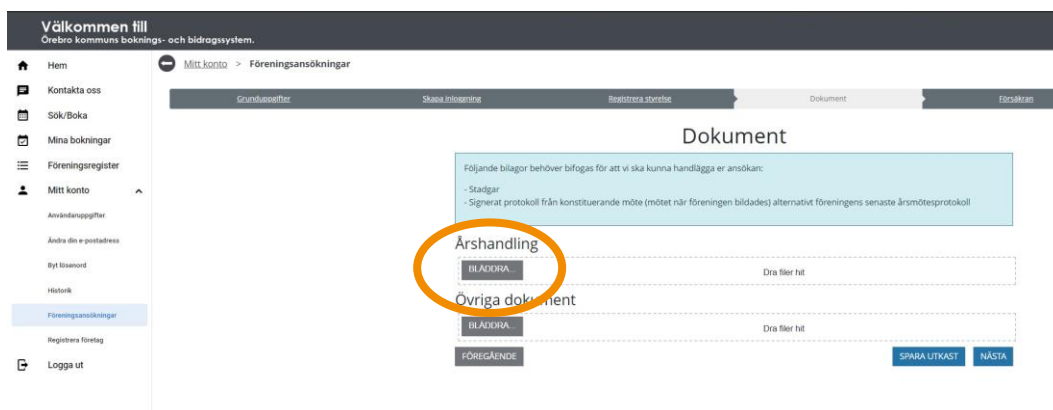 Välkommen till
Örebro kommuns boknings- och bidragssystem.
Hem
Kontakta oss
Sök/Boka
Mina bokningar
Föreningsregister
Mitt konto
Användaruppgifter
Ändra din e-postadress
Byt lösenord
Historik
Föreningsansökningar
Registrera företag
Logga ut
Mitt konto > Föreningsansökningar
Grunduppgifter Skapa inloggning Registrera styrelse Dokument Försäkran
Dokument
Följande bilagor behöver bifogas för att vi ska kunna handlägga er ansökan:
- Stadgar
- Signerat protokoll från konstituerande möte (mötet när föreningen bildades) alternativt föreningens senaste årsmötesprotokoll
Årshandling
BLÄDDRA... Dra filer hit
Övriga dokument
BLÄDDRA... Dra filer hit
FÖREGÅENDE SPARA UTKAST NÄSTA